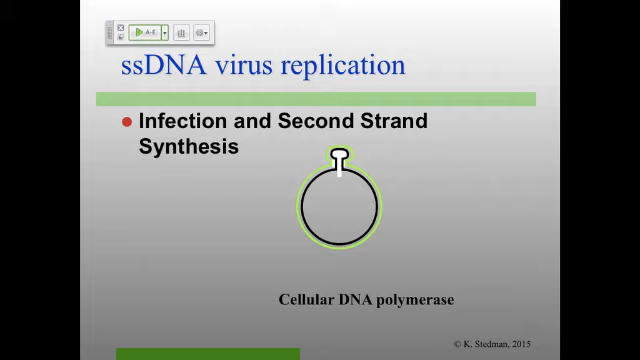 A-E
ssDNA virus replication
Infection and Second Strand
Synthesis
Cellular DNA polymerase
© K. Stedman, 2015